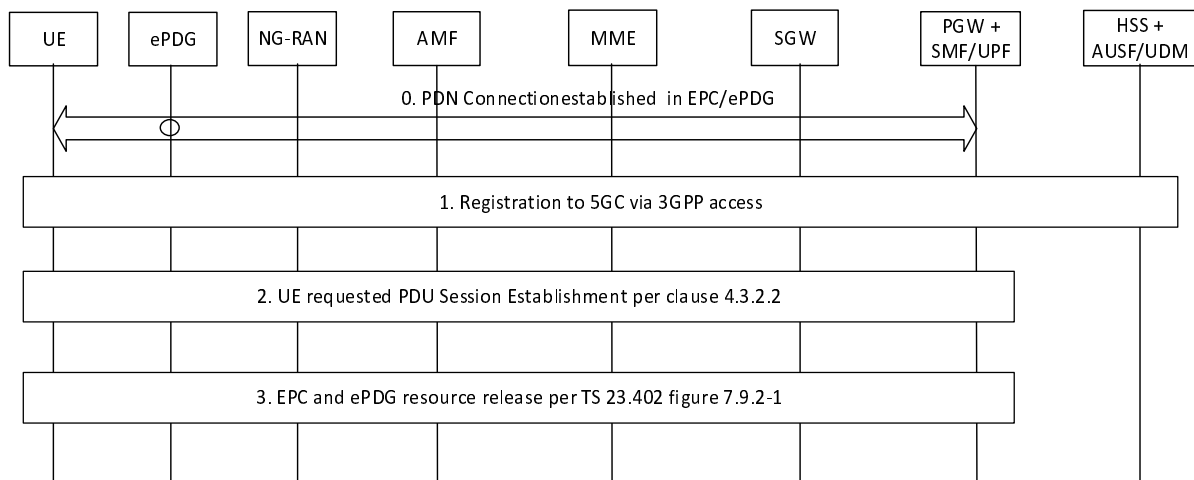 UE
ePDG
NG-RAN
AMF
MME
SGW
PGW +
SMF/UPF
HSS +
AUSF/UDM
0. PDN Connectionestablished in EPC/ePDG
1. Registration to 5GC via 3GPP access
2. UE requested PDU Session Establishment per clause 4.3.2.2
3. EPC and ePDG resource release per TS 23.402 figure 7.9.2-1